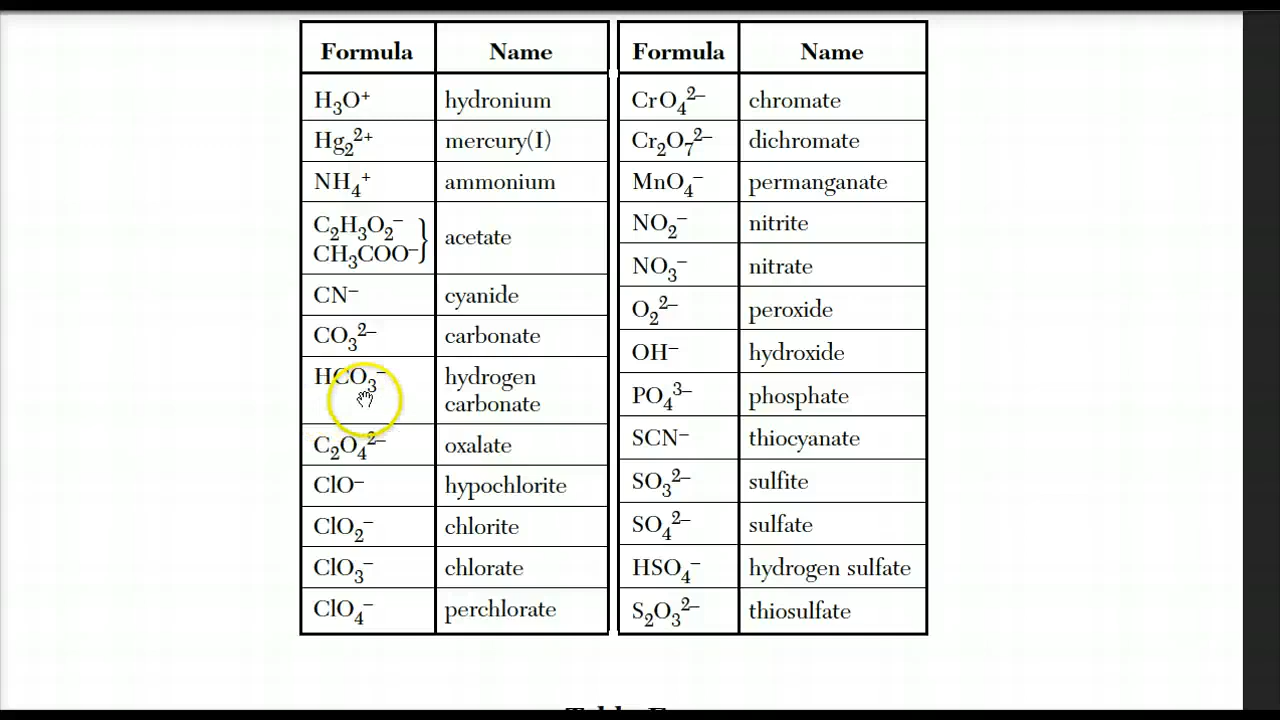 Formula Name Formula Name
H₃O⁺ hydronium CrO₄²⁻ chromate
Hg₂²⁺ mercury(I) Cr₂O₇²⁻ dichromate
NH₄⁺ ammonium MnO₄⁻ permanganate
C₂H₃O₂⁻ NO₂⁻ nitrite
CH₃COO⁻ } acetate NO₃⁻ nitrate
CN⁻ cyanide O₂²⁻ peroxide
CO₃²⁻ carbonate OH⁻ hydroxide
HCO₃⁻ hydrogen PO₄³⁻ phosphate
carbonate
C₂O₄²⁻ oxalate SCN⁻ thiocyanate
ClO⁻ hypochlorite SO₃²⁻ sulfite
ClO₂⁻ chlorite SO₄²⁻ sulfate
ClO₃⁻ chlorate HSO₄⁻ hydrogen sulfate
ClO₄⁻ perchlorate S₂O₃²⁻ thiosulfate